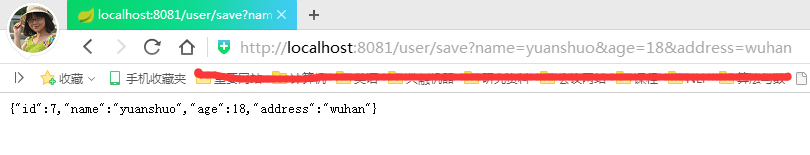 localhost:8081/user/save?nam
http://localhost:8081/user/save?name=yuanshuo&age=18&address=wuhan
收藏 手机收藏夹
{"id":7,"name":"yuanshuo","age":18,"address":"wuhan"}